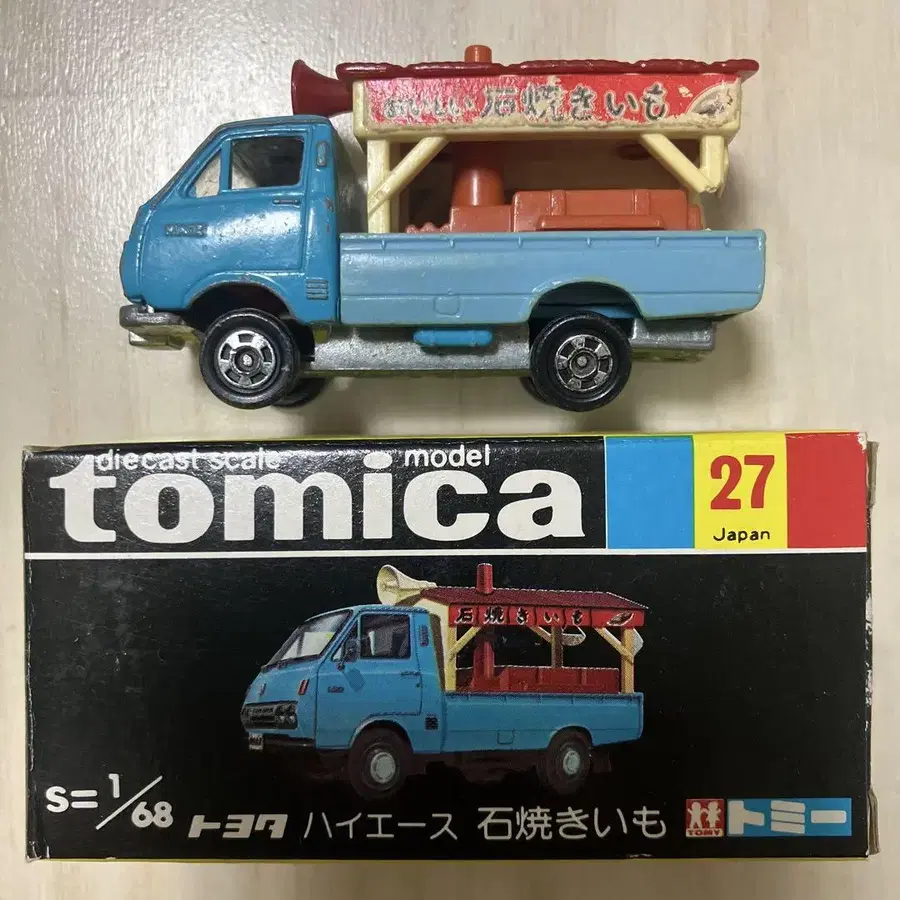 おいしい 石焼きいも
diecast scale model
tomica
27
Japan
石焼きいも
S=1/68
トヨタ ハイエース 石焼きいも
TOMY
トミー